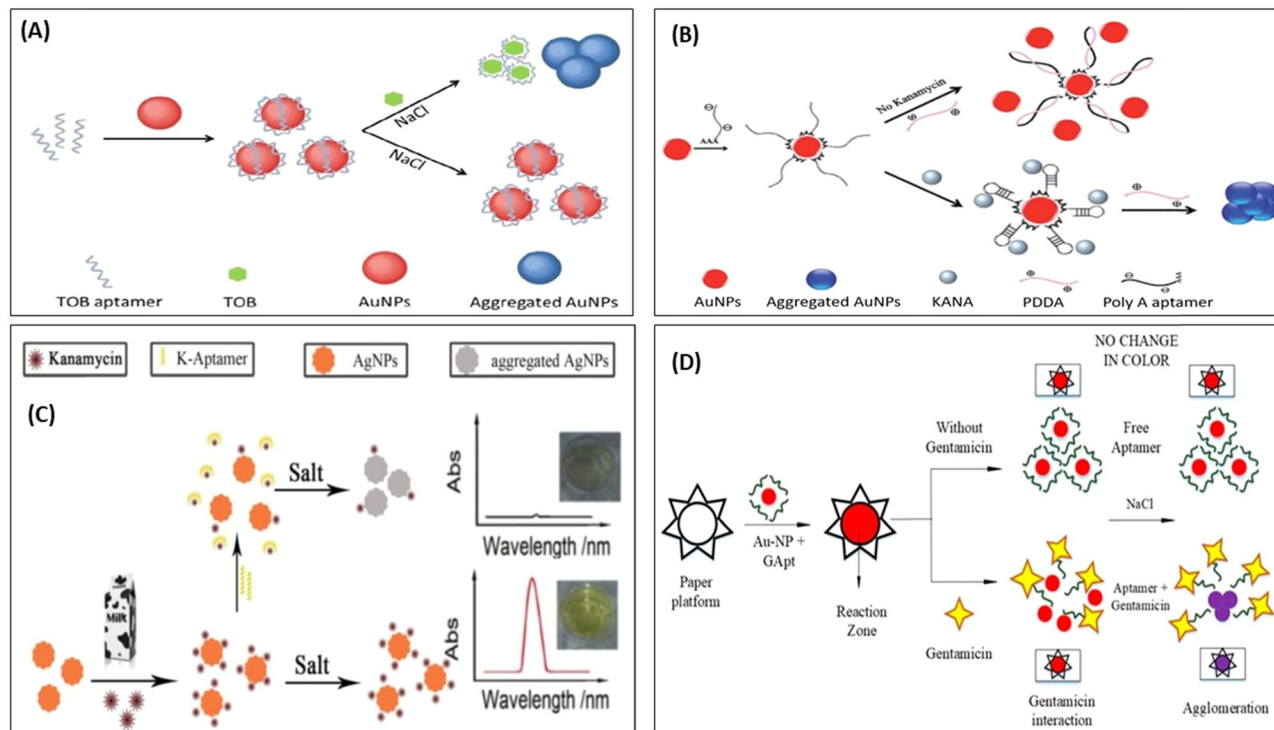 (A)
NaCl
NaCl
TOB aptamer
TOB
AuNPs
Aggregated AuNPs
(B)
AAA
No Kanamycin
AuNPs
Aggregated AuNPs
KANA
PDDA
Poly A aptamer
Kanamycin
K-Aptamer
AgNPs
aggregated AgNPs
(C)
Salt
Abs
Wavelength /nm
Milk
Salt
Abs
Wavelength /nm
(D)
NO CHANGE
IN COLOR
Without
Gentamicin
Free
Aptamer
Au-NP +
GApt
NaCl
Paper
platform
Reaction
Zone
Aptamer +
Gentamicin
Gentamicin
Gentamicin
interaction
Agglomeration